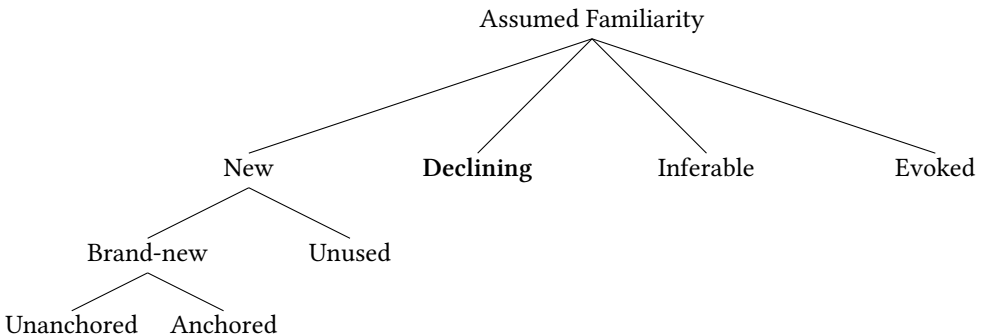 Assumed Familiarity
New Declining Inferable Evoked
Brand-new Unused
Unanchored Anchored